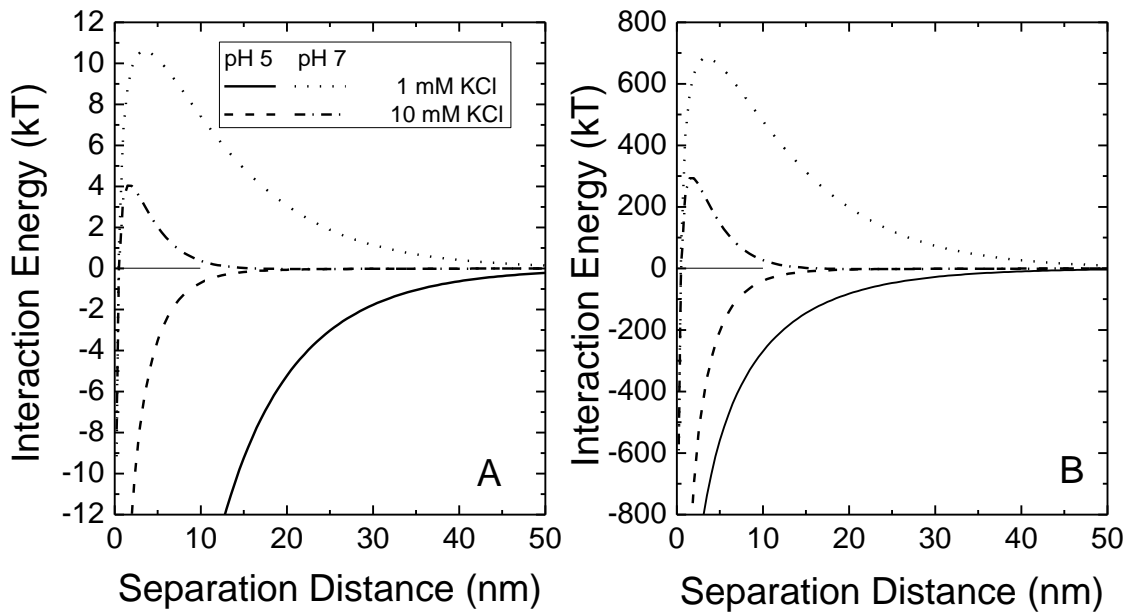 12
10
8
6
4
2
0
-2
-4
-6
-8
-10
-12
Interaction Energy (kT)
pH 5 pH 7
1 mM KCl
10 mM KCl
A
0 10 20 30 40 50
Separation Distance (nm)
800
600
400
200
0
-200
-400
-600
-800
Interaction Energy (kT)
B
0 10 20 30 40 50
Separation Distance (nm)